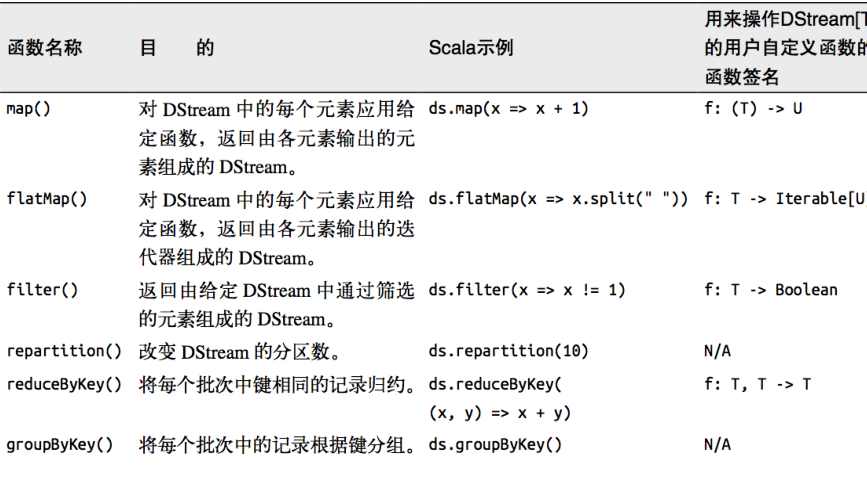 用来操作DStream[T
函数名称 目 的 Scala示例 的用户自定义函数的
函数签名
map() 对 DStream 中的每个元素应用给 ds.map(x => x + 1) f: (T) -> U
定函数，返回由各元素输出的元
素组成的 DStream。
flatMap() 对 DStream 中的每个元素应用给 ds.flatMap(x => x.split(" ")) f: T -> Iterable[U
定函数，返回由各元素输出的迭
代器组成的 DStream。
filter() 返回由给定 DStream 中通过筛选 ds.filter(x => x != 1) f: T -> Boolean
的元素组成的 DStream。
repartition() 改变 DStream 的分区数。 ds.repartition(10) N/A
reduceByKey() 将每个批次中键相同的记录归约。 ds.reduceByKey( f: T, T -> T
(x, y) => x + y)
groupByKey() 将每个批次中的记录根据键分组。 ds.groupByKey() N/A